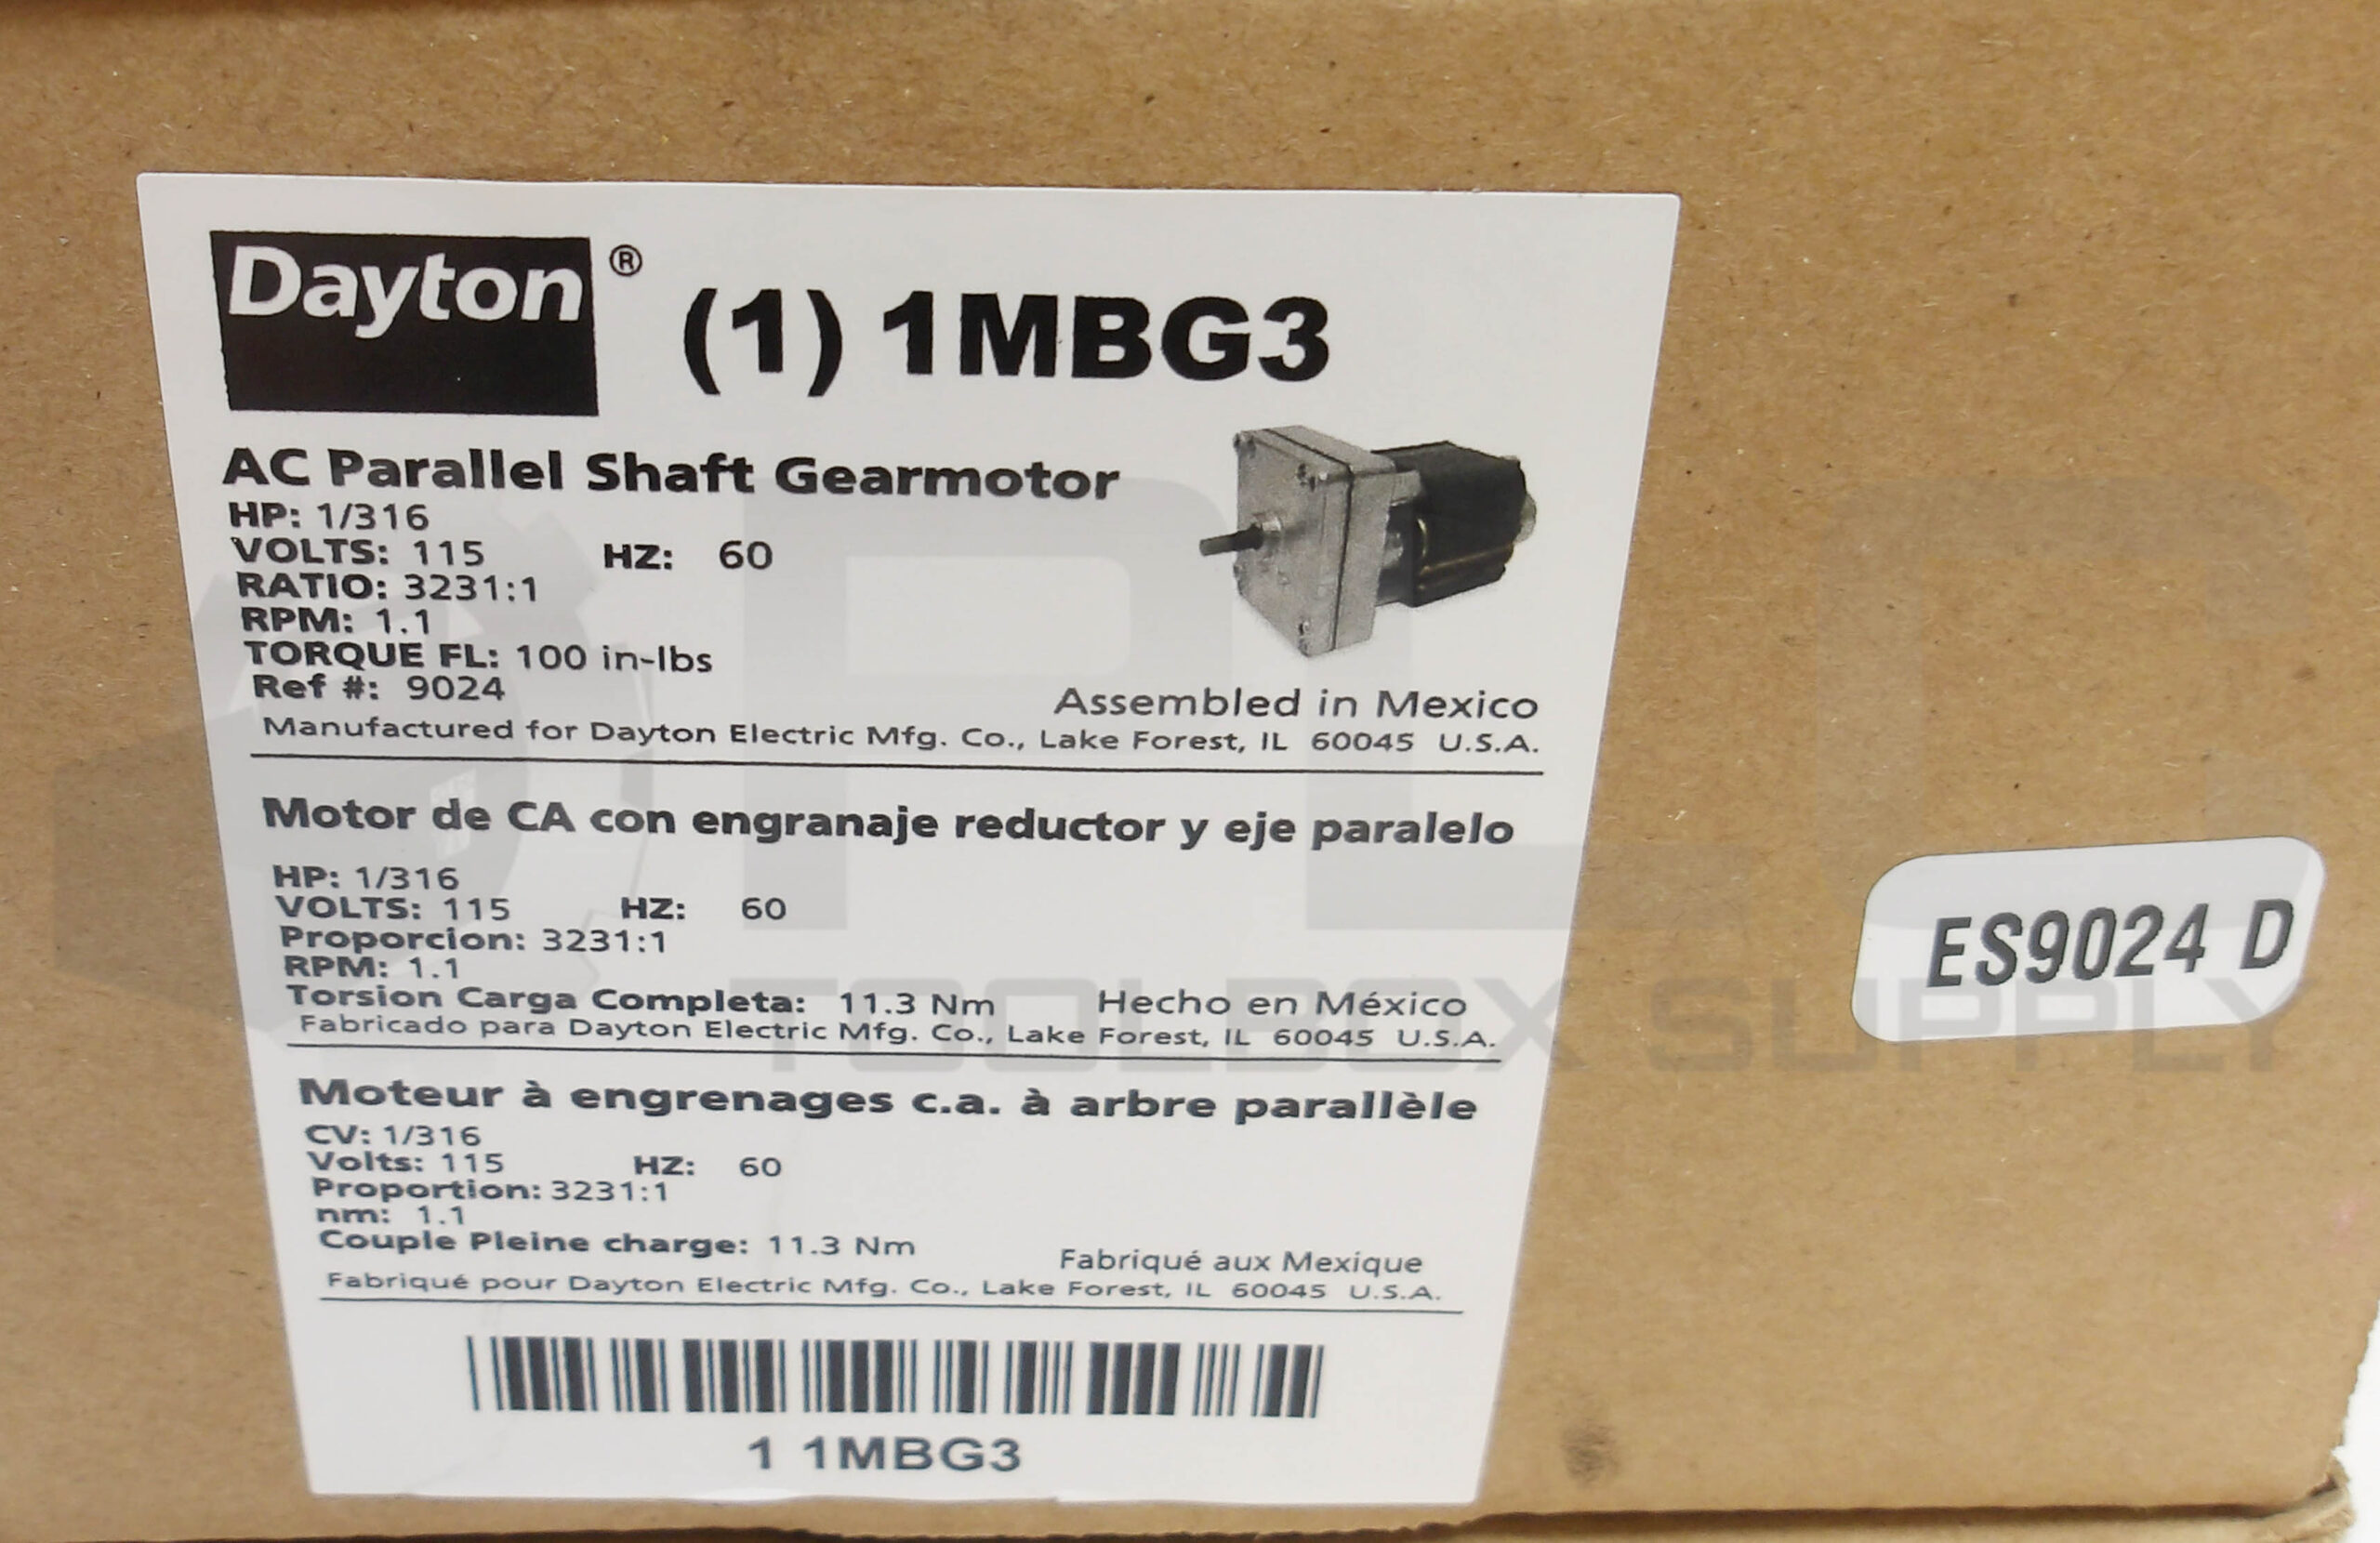 Dayton®
(1) 1MBG3
AC Parallel Shaft Gearmotor
HP: 1/316
VOLTS: 115 HZ: 60
RATIO: 3231:1
RPM: 1.1
TORQUE FL: 100 in-lbs
Ref #: 9024
Assembled in Mexico
Manufactured for Dayton Electric Mfg. Co., Lake Forest, IL 60045 U.S.A.
Motor de CA con engranaje reductor y eje paralelo
HP: 1/316
VOLTS: 115 HZ: 60
Proporcion: 3231:1
RPM: 1.1
Torsion Carga Completa: 11.3 Nm Hecho en México
Fabricado para Dayton Electric Mfg. Co., Lake Forest, IL 60045 U.S.A.
Moteur à engrenages c.a. à arbre parallèle
CV: 1/316
Volts: 115 HZ: 60
Proportion: 3231:1
nm: 1.1
Couple Pleine charge: 11.3 Nm
Fabriqué aux Mexique
Fabriqué pour Dayton Electric Mfg. Co., Lake Forest, IL 60045 U.S.A.
1 1MBG3
ES9024 D
PLC
TOOLBOX SUPPLY